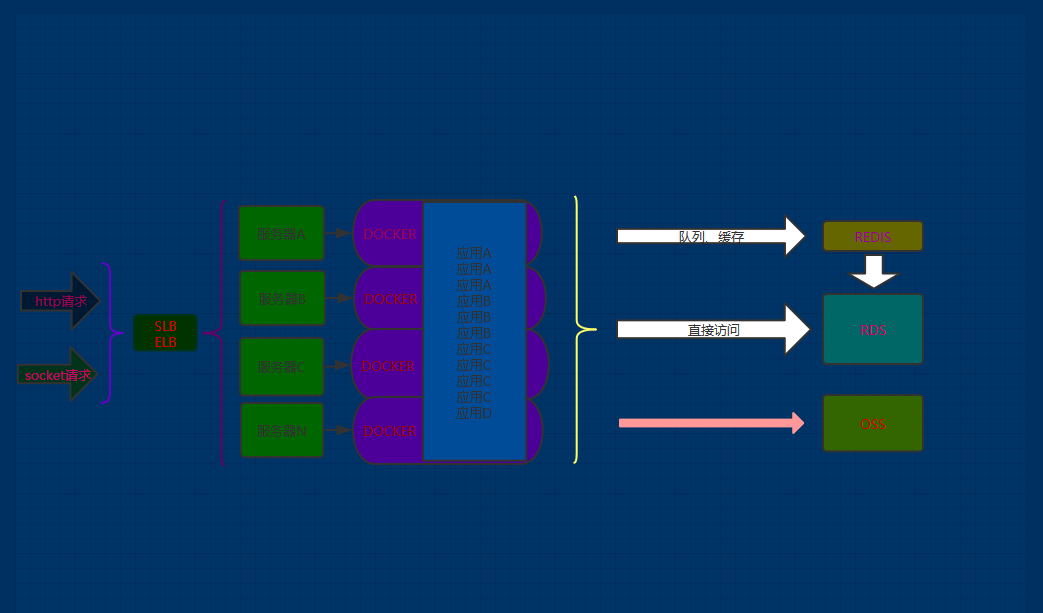 http请求
socket请求
SLB
ELB
服务器A
服务器B
服务器C
服务器N
DOCKER
DOCKER
DOCKER
DOCKER
应用A
应用A
应用A
应用B
应用B
应用B
应用C
应用C
应用C
应用C
应用D
队列、缓存
直接访问
REDIS
RDS
OSS